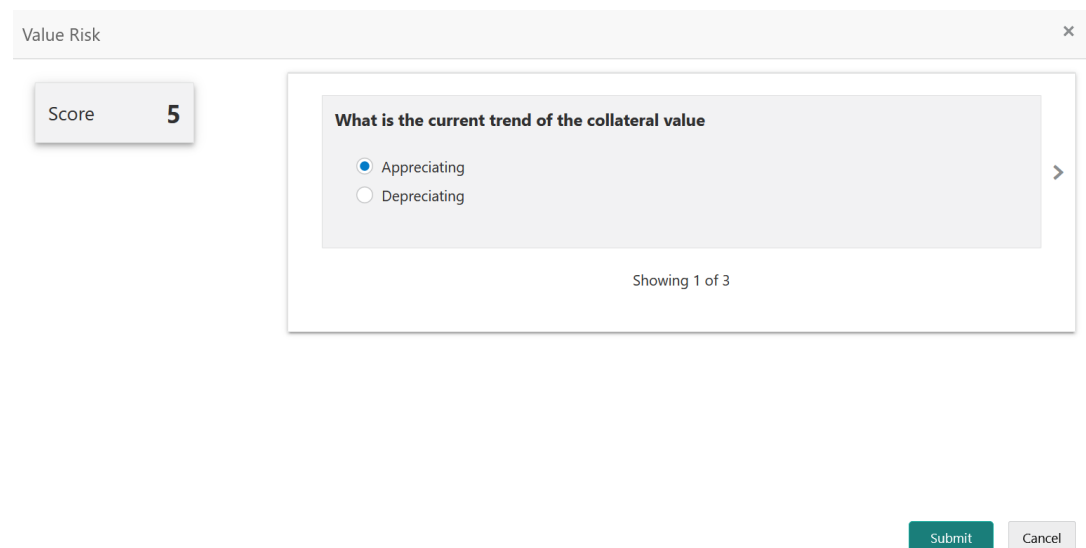 Value Risk
×
Score 5
What is the current trend of the collateral value
Appreciating
Depreciating
Showing 1 of 3
Submit Cancel